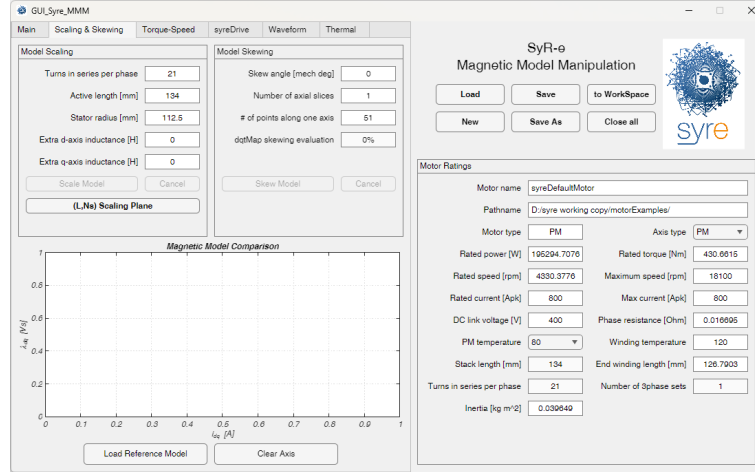 GUI_Syre_MMM
Main Scaling & Skewing Torque-Speed syreDrive Waveform Thermal
Model Scaling
Turns in series per phase 21
Active length [mm] 134
Stator radius [mm] 112.5
Extra d-axis inductance [H] 0
Extra q-axis inductance [H] 0
Scale Model Cancel
(L,Ns) Scaling Plane
Model Skewing
Skew angle [mech deg] 0
Number of axial slices 1
# of points along one axis 51
dqtMap skewing evaluation 0%
Skew Model Cancel
Magnetic Model Comparison
1
0.8
0.6
0.4
0.2
0
λdq [Vs]
0 0.1 0.2 0.3 0.4 0.5 0.6 0.7 0.8 0.9 1
idq [A]
Load Reference Model Clear Axis
SyR-e
Magnetic Model Manipulation
Load Save to WorkSpace
New Save As Close all
syre
Motor Ratings
Motor name syreDefaultMotor
Pathname D:/syre working copy/motorExamples/
Motor type PM Axis type PM
Rated power [W] 195294.7076 Rated torque [Nm] 430.6615
Rated speed [rpm] 4330.3776 Maximum speed [rpm] 18100
Rated current [Apk] 800 Max current [Apk] 800
DC link voltage [V] 400 Phase resistance [Ohm] 0.016695
PM temperature 80 Winding temperature 120
Stack length [mm] 134 End winding length [mm] 126.7903
Turns in series per phase 21 Number of 3phase sets 1
Inertia [kg m^2] 0.039649